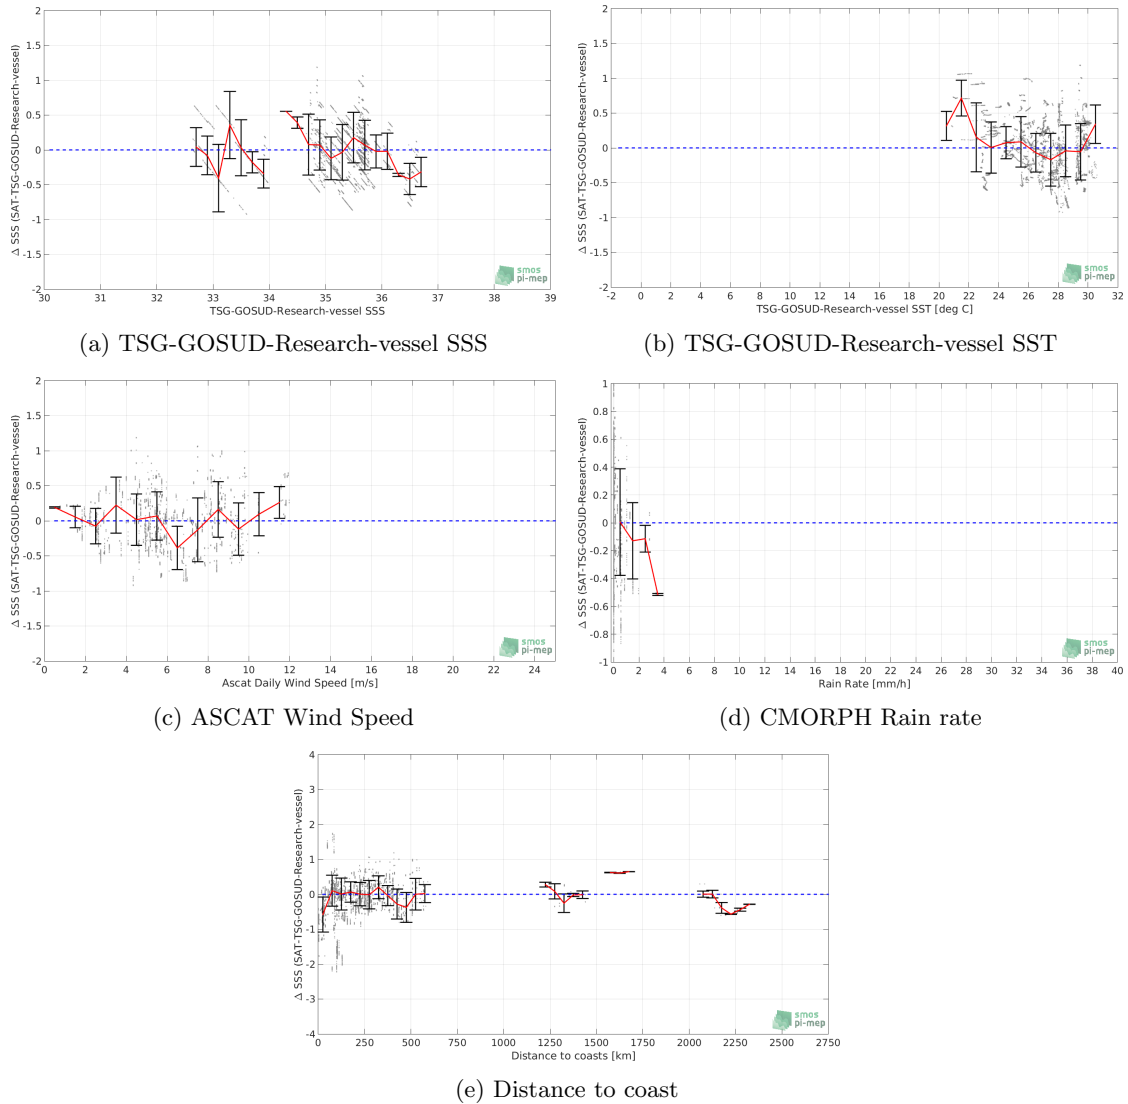 Δ SSS (SAT-TSG-GOSUD-Research-vessel)
2
1.5
1
0.5
0
-0.5
-1
-1.5
-2
30 31 32 33 34 35 36 37 38 39
TSG-GOSUD-Research-vessel SSS
smos
pi-mep
(a) TSG-GOSUD-Research-vessel SSS
Δ SSS (SAT-TSG-GOSUD-Research-vessel)
2
1.5
1
0.5
0
-0.5
-1
-1.5
-2
-2 0 2 4 6 8 10 12 14 16 18 20 22 24 26 28 30 32
TSG-GOSUD-Research-vessel SST [deg C]
smos
pi-mep
(b) TSG-GOSUD-Research-vessel SST
Δ SSS (SAT-TSG-GOSUD-Research-vessel)
2
1.5
1
0.5
0
-0.5
-1
-1.5
-2
0 2 4 6 8 10 12 14 16 18 20 22 24
Ascat Daily Wind Speed [m/s]
smos
pi-mep
(c) ASCAT Wind Speed
Δ SSS (SAT-TSG-GOSUD-Research-vessel)
1
0.8
0.6
0.4
0.2
0
-0.2
-0.4
-0.6
-0.8
-1
0 2 4 6 8 10 12 14 16 18 20 22 24 26 28 30 32 34 36 38 40
Rain Rate [mm/h]
smos
pi-mep
(d) CMORPH Rain rate
Δ SSS (SAT-TSG-GOSUD-Research-vessel)
4
3
2
1
0
-1
-2
-3
-4
0 250 500 750 1000 1250 1500 1750 2000 2250 2500 2750
Distance to coasts [km]
smos
pi-mep
(e) Distance to coast